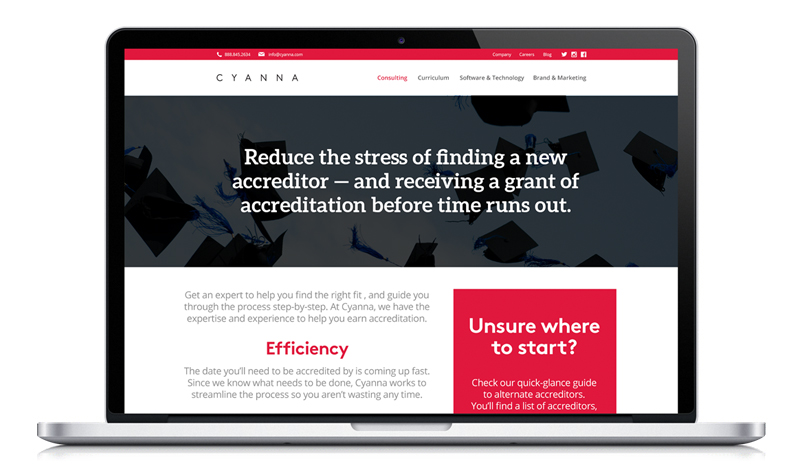 888.845.2634 info@cyanna.com Company Careers Blog
CYANNA Consulting Curriculum Software & Technology Brand & Marketing
Reduce the stress of finding a new
accreditor — and receiving a grant of
accreditation before time runs out.
Get an expert to help you find the right fit , and guide you
through the process step-by-step. At Cyanna, we have the
expertise and experience to help you earn accreditation.
Efficiency
The date you’ll need to be accredited by is coming up fast.
Since we know what needs to be done, Cyanna works to
streamline the process so you aren’t wasting any time.
Unsure where
to start?
Check our quick-glance guide
to alternate accreditors.
You’ll find a list of accreditors,